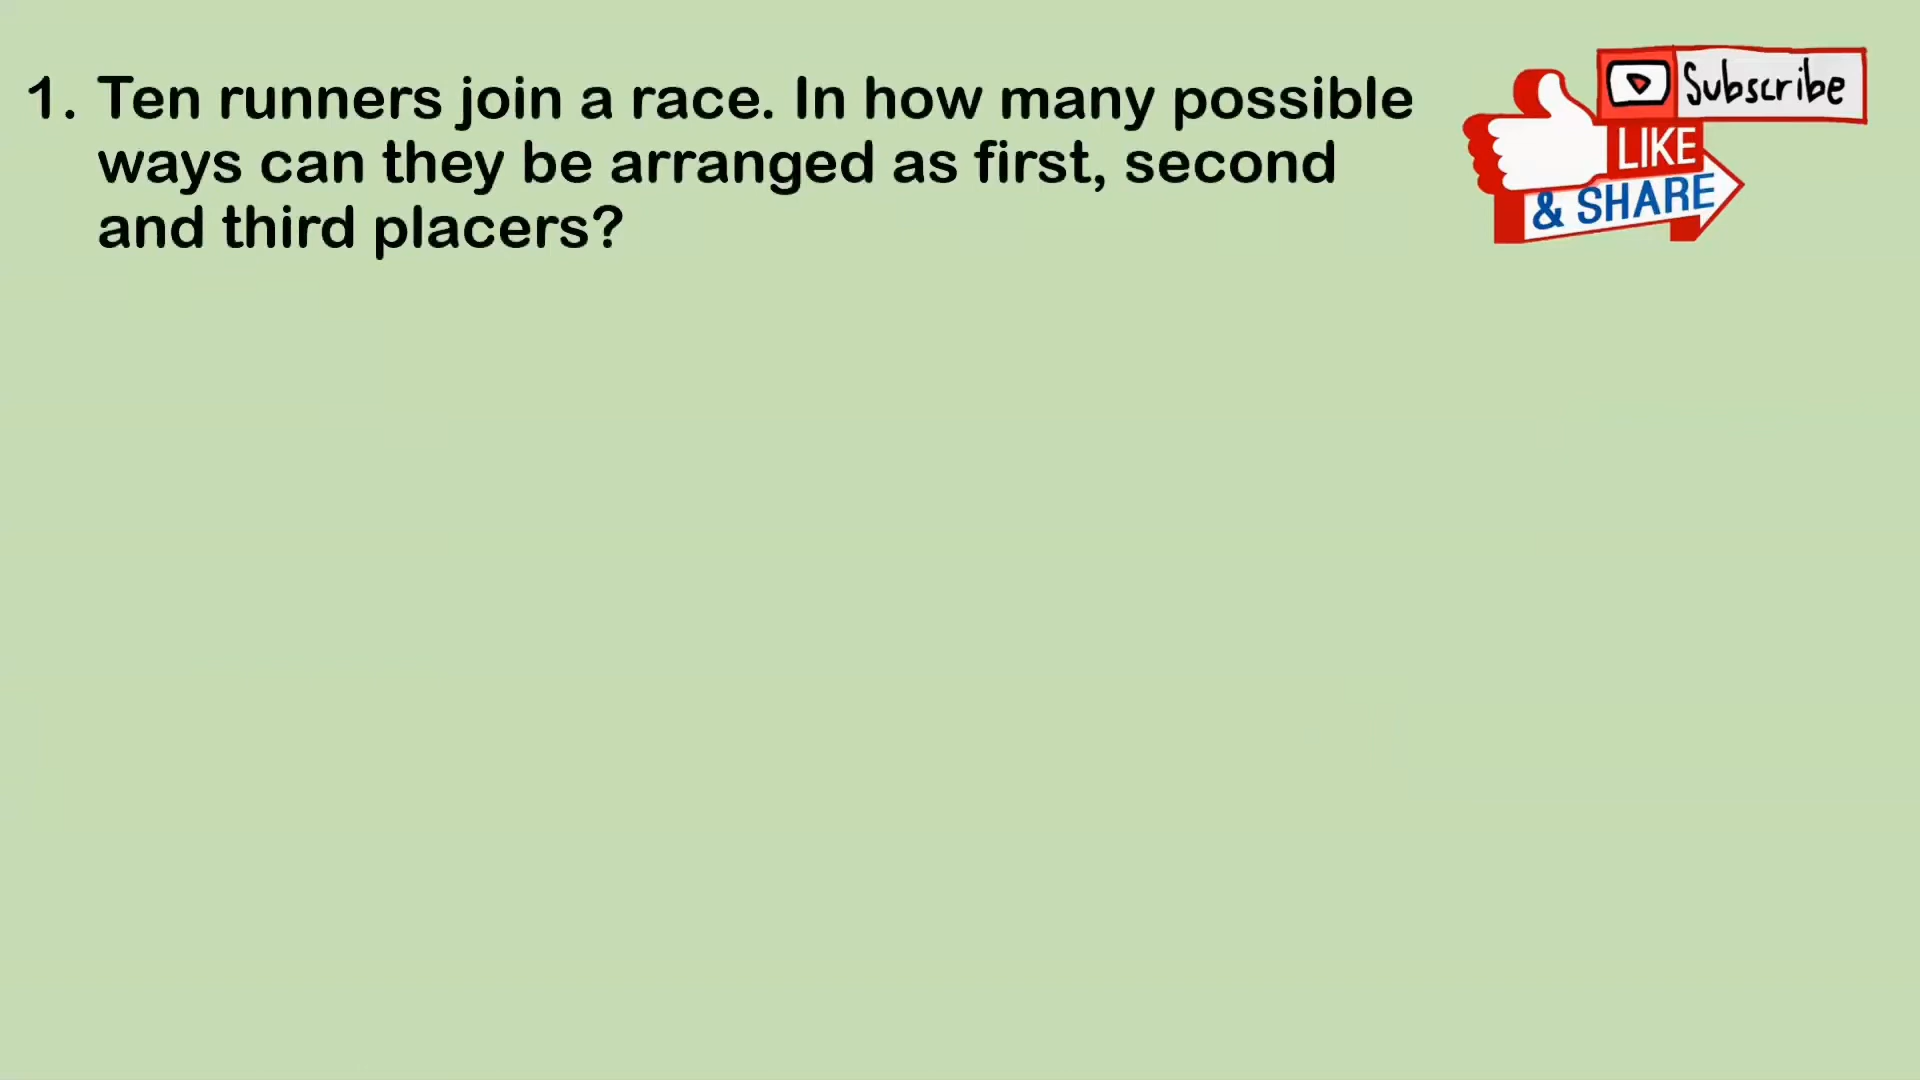 1. Ten runners join a race. In how many possible
ways can they be arranged as first, second
and third placers?
Subscribe
LIKE
& SHARE